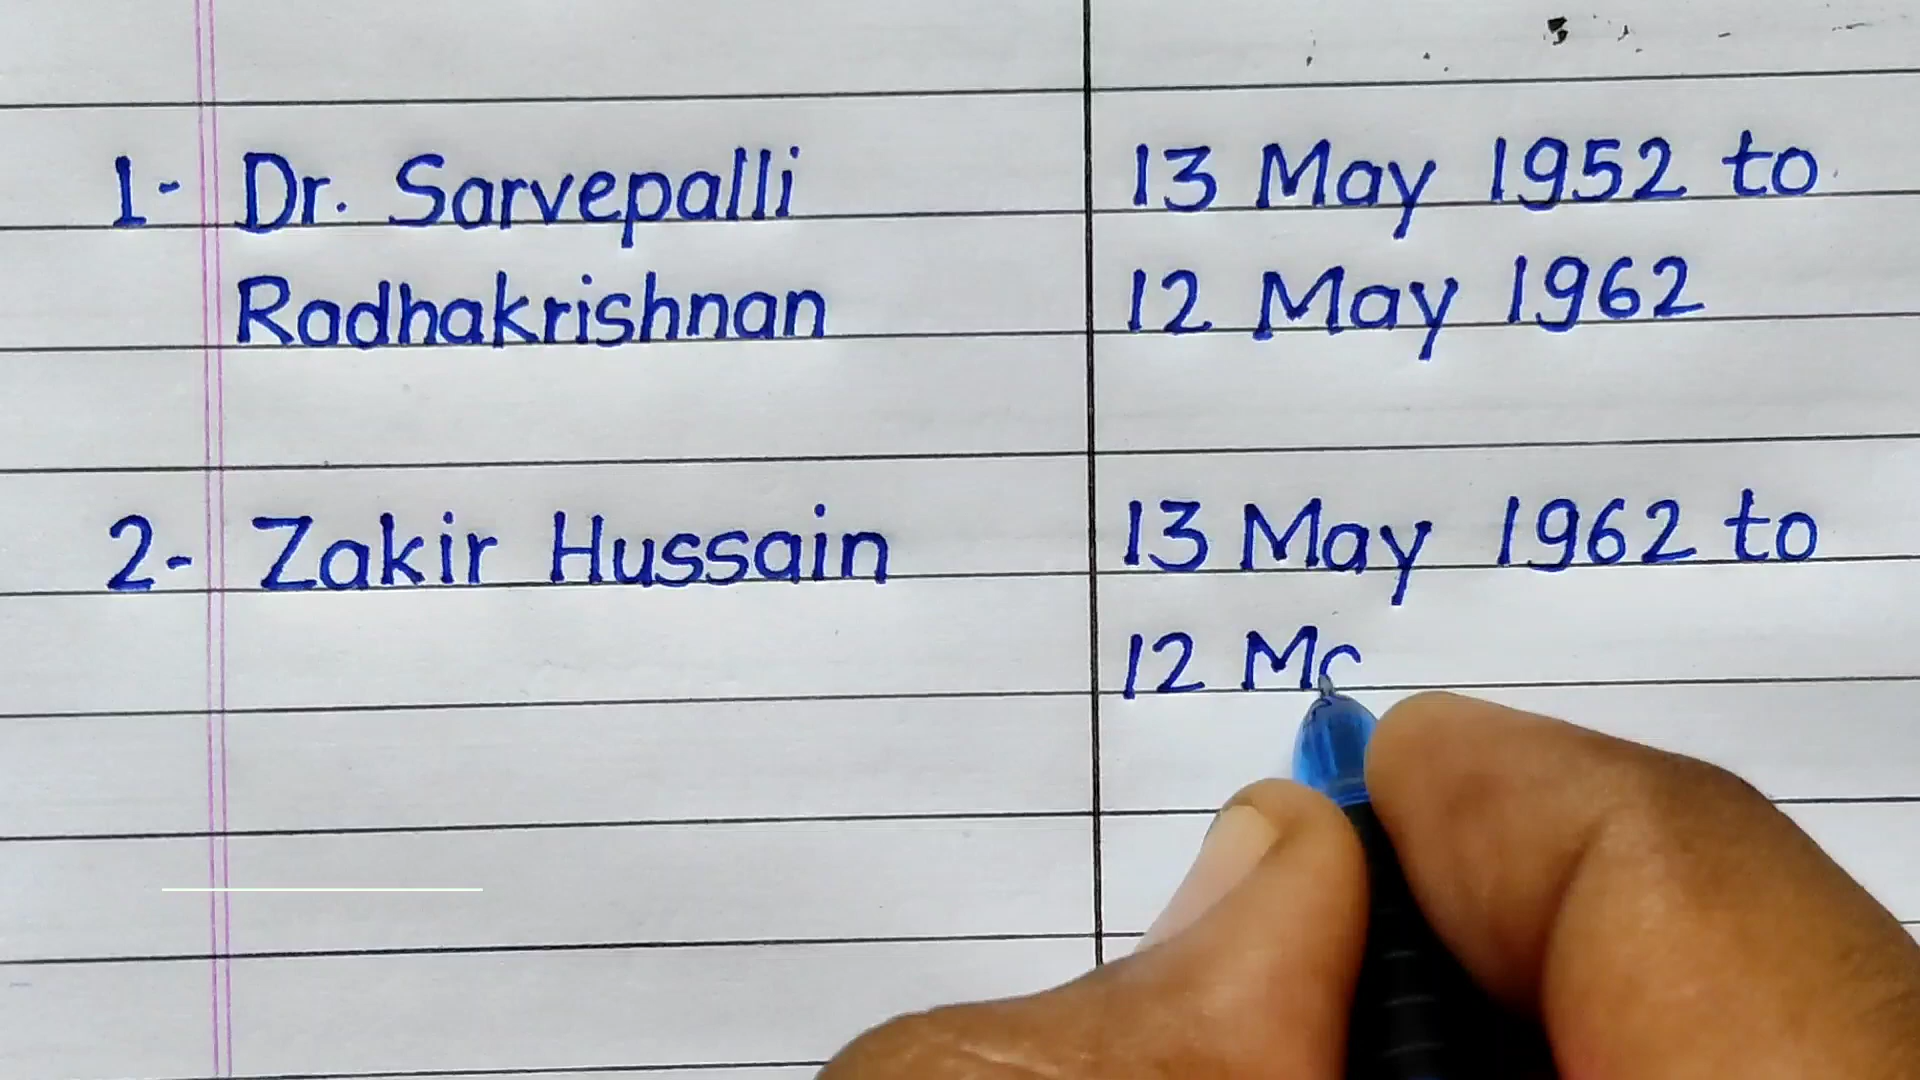 1- Dr. Sarvepalli 13 May 1952 to
Radhakrishnan 12 May 1962
2- Zakir Hussain 13 May 1962 to
12 Ma